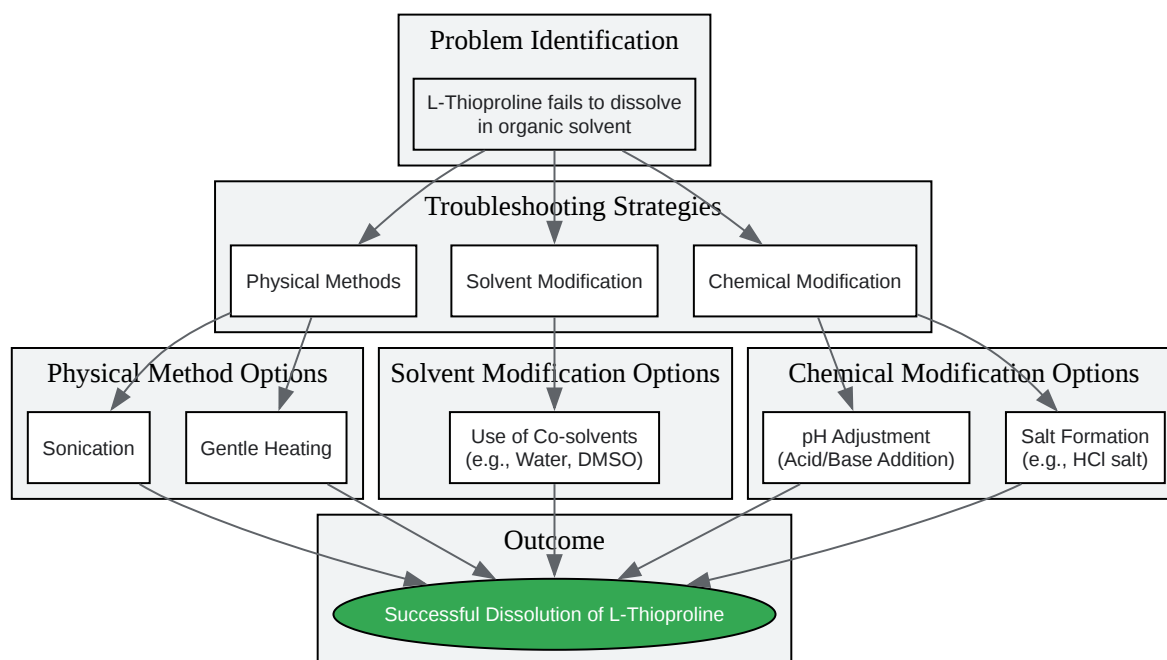 Problem Identification
L-Thioproline fails to dissolve
in organic solvent
Troubleshooting Strategies
Physical Methods
Solvent Modification
Chemical Modification
Physical Method Options
Solvent Modification Options
Chemical Modification Options
Sonication
Gentle Heating
Use of Co-solvents
(e.g., Water, DMSO)
pH Adjustment
(Acid/Base Addition)
Salt Formation
(e.g., HCl salt)
Outcome
Successful Dissolution of L-Thioproline